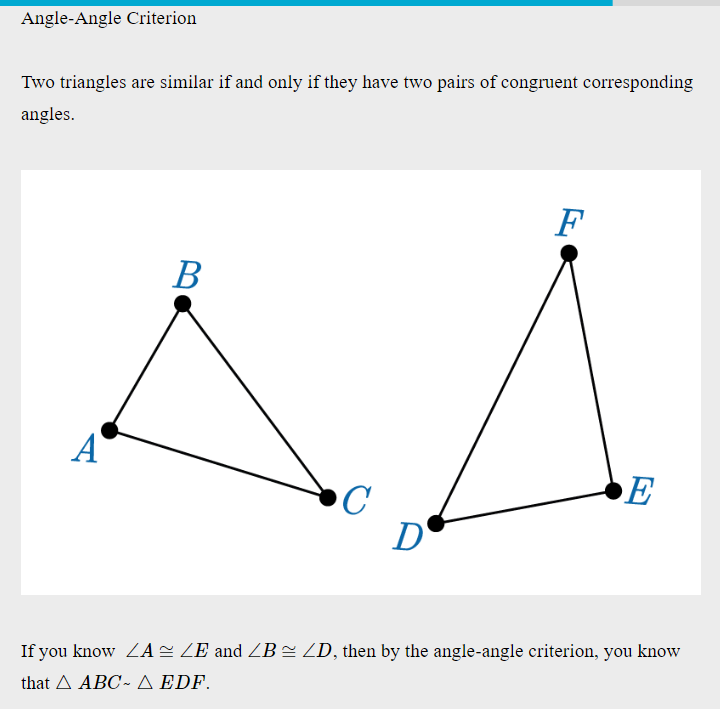 Angle-Angle Criterion
Two triangles are similar if and only if they have two pairs of congruent corresponding
angles.
F
B
A
C
E
D
If you know ∠A ≅ ∠E and ∠B ≅ ∠D, then by the angle-angle criterion, you know
that △ ABC~ △ EDF.